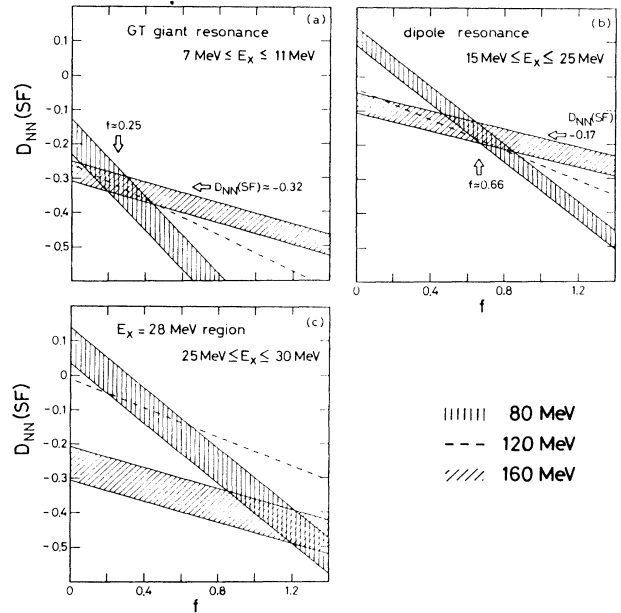 (a)
GT giant resonance
7 MeV ≤ Eₓ ≤ 11 MeV
0.1
0
-0.1
-0.2
-0.3
-0.4
-0.5
D_NN(SF)
f≈0.25
D_NN(SF) ≈ -0.32
(b)
dipole resonance
15 MeV ≤ Eₓ ≤ 25 MeV
D_NN(SF)
-0.17
f≈0.66
0
0.4
0.8
1.2
f
(c)
Eₓ = 28 MeV region
25 MeV ≤ Eₓ ≤ 30 MeV
0.1
0
-0.1
-0.2
-0.3
-0.4
-0.5
D_NN(SF)
0
0.4
0.8
1.2
f
80 MeV
120 MeV
160 MeV